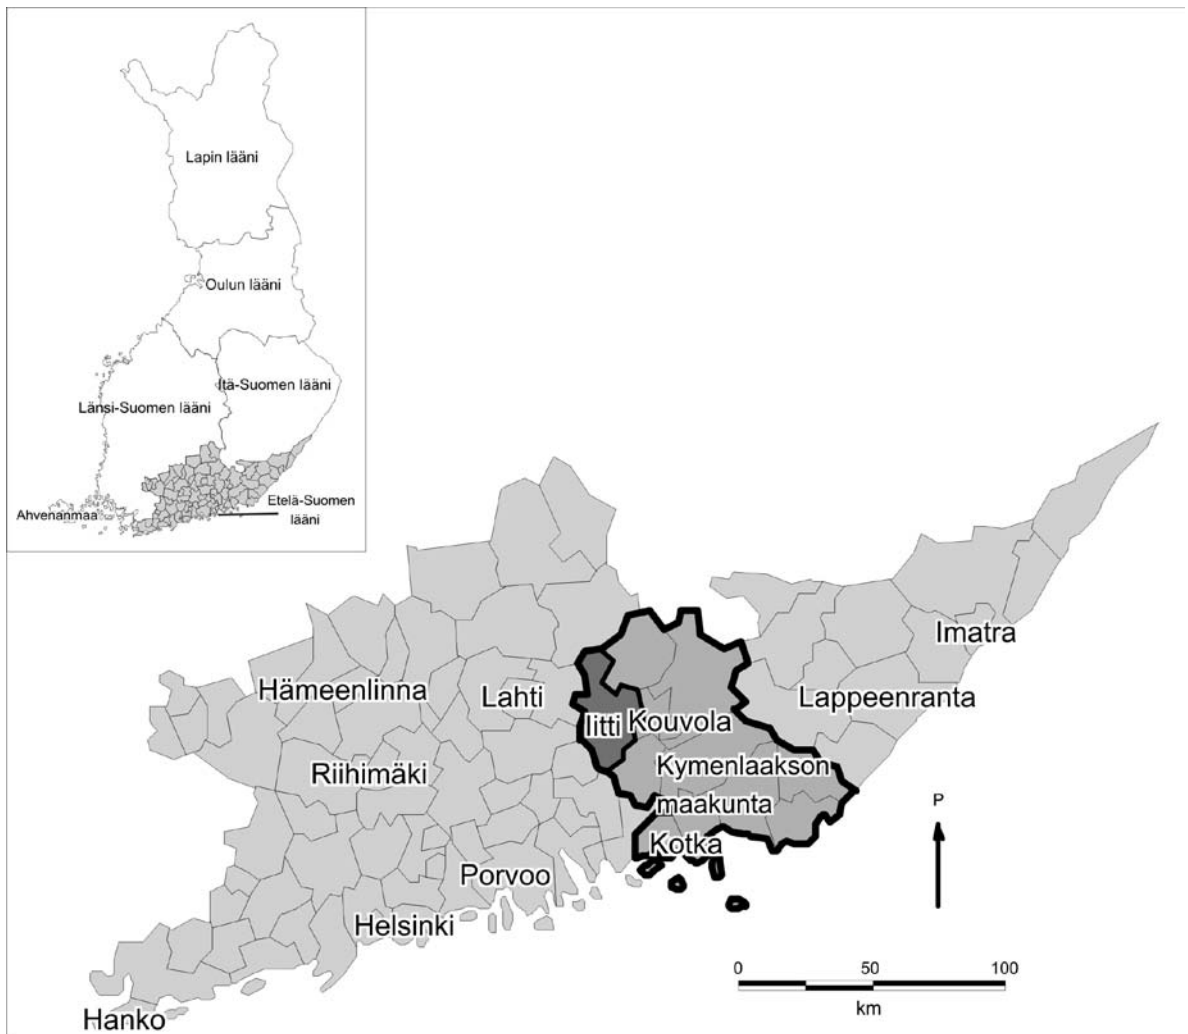 Lapin lääni
Oulun lääni
Itä-Suomen lääni
Länsi-Suomen lääni
Etelä-Suomen
lääni
Ahvenanmaa
Imatra
Hämeenlinna
Lahti
Lappeenranta
Iitti
Kouvola
Riihimäki
Kymenlaakson
maakunta
P
Kotka
Porvoo
Helsinki
0 50 100
km
Hanko